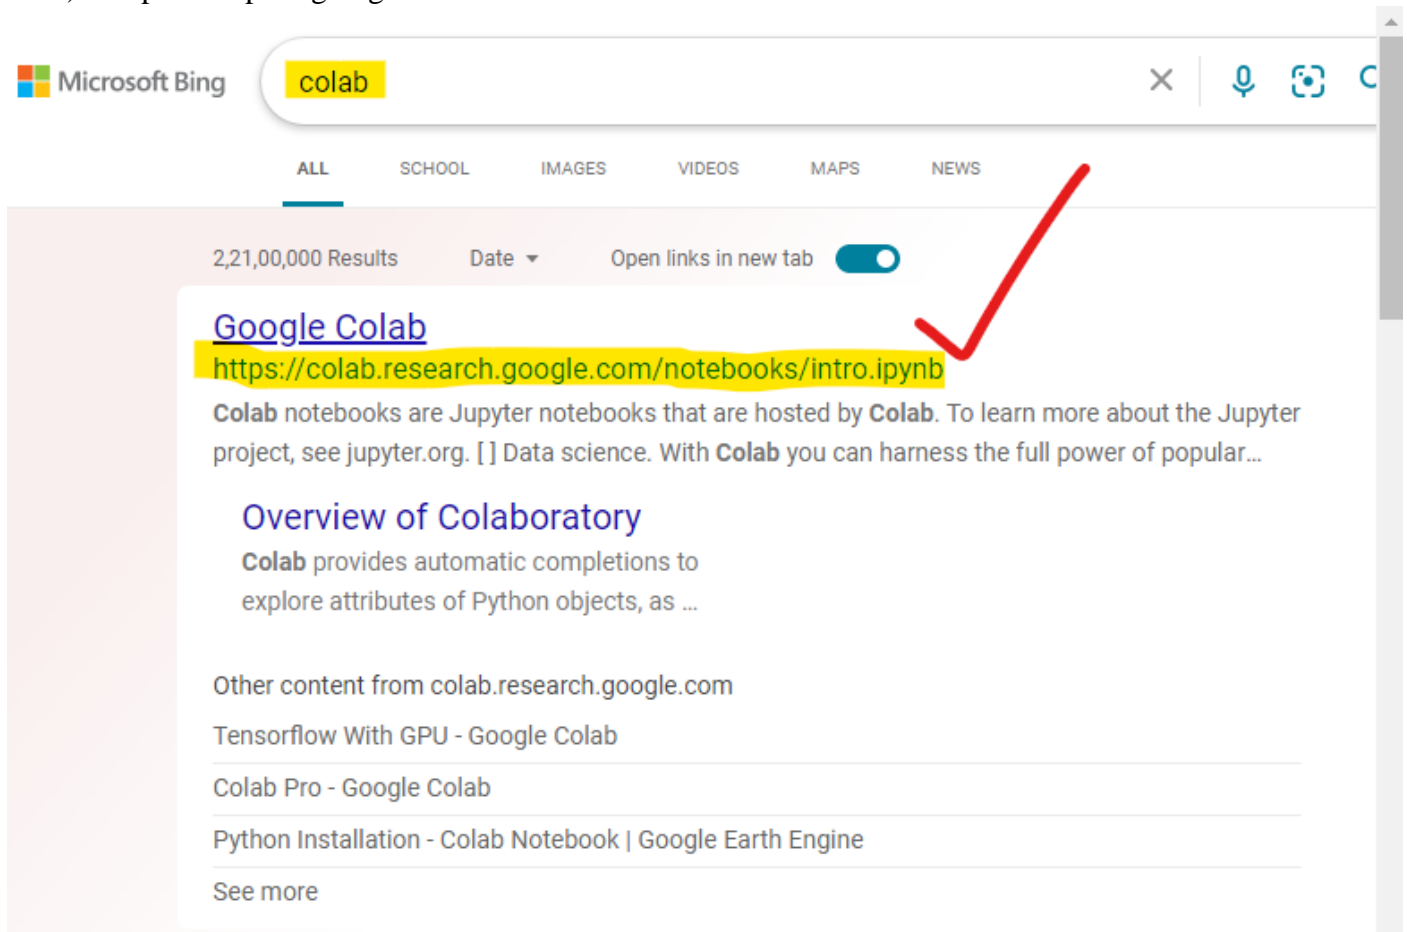 Microsoft Bing
colab
ALL SCHOOL IMAGES VIDEOS MAPS NEWS
2,21,00,000 Results Date Open links in new tab
Google Colab
https://colab.research.google.com/notebooks/intro.ipynb
Colab notebooks are Jupyter notebooks that are hosted by Colab. To learn more about the Jupyter
project, see jupyter.org. [ ] Data science. With Colab you can harness the full power of popular...
Overview of Colaboratory
Colab provides automatic completions to
explore attributes of Python objects, as ...
Other content from colab.research.google.com
Tensorflow With GPU - Google Colab
Colab Pro - Google Colab
Python Installation - Colab Notebook | Google Earth Engine
See more